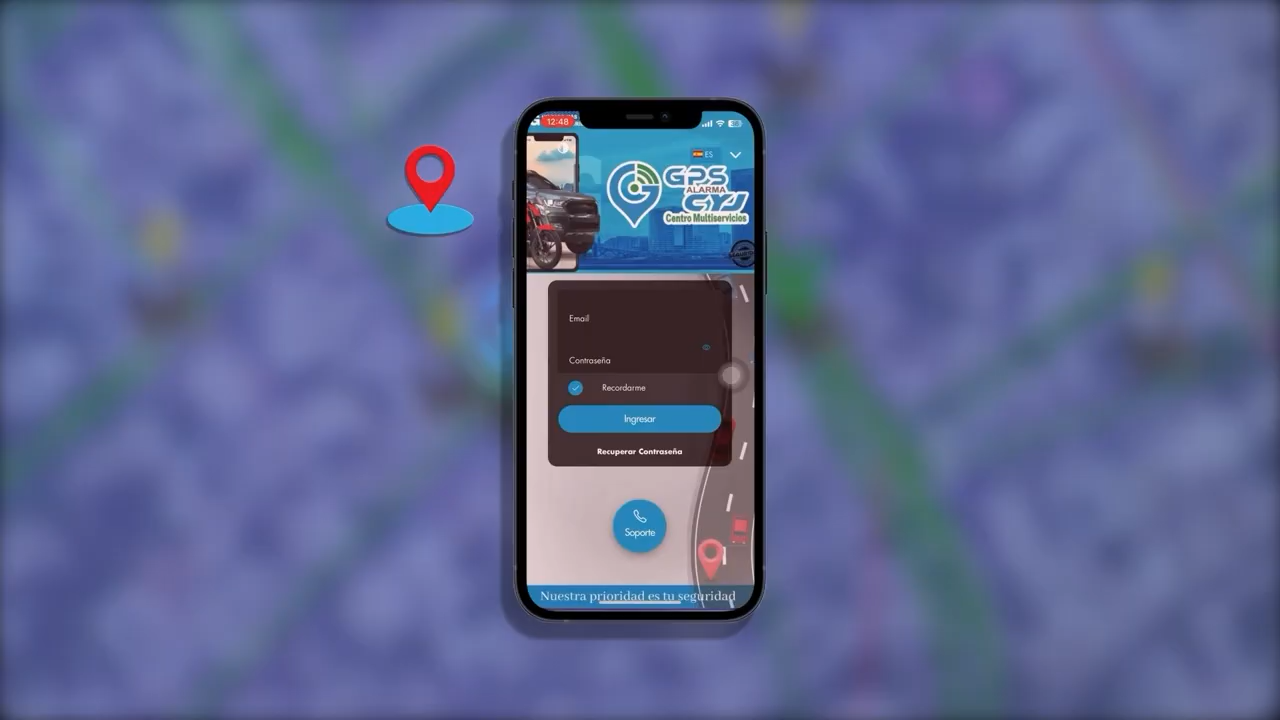 12:48
ES
GPS
ALARMA
CYJ
Centro Multiservicios
Email
Contraseña
Recordarme
Ingresar
Recuperar Contraseña
Soporte
Nuestra prioridad es tu seguridad